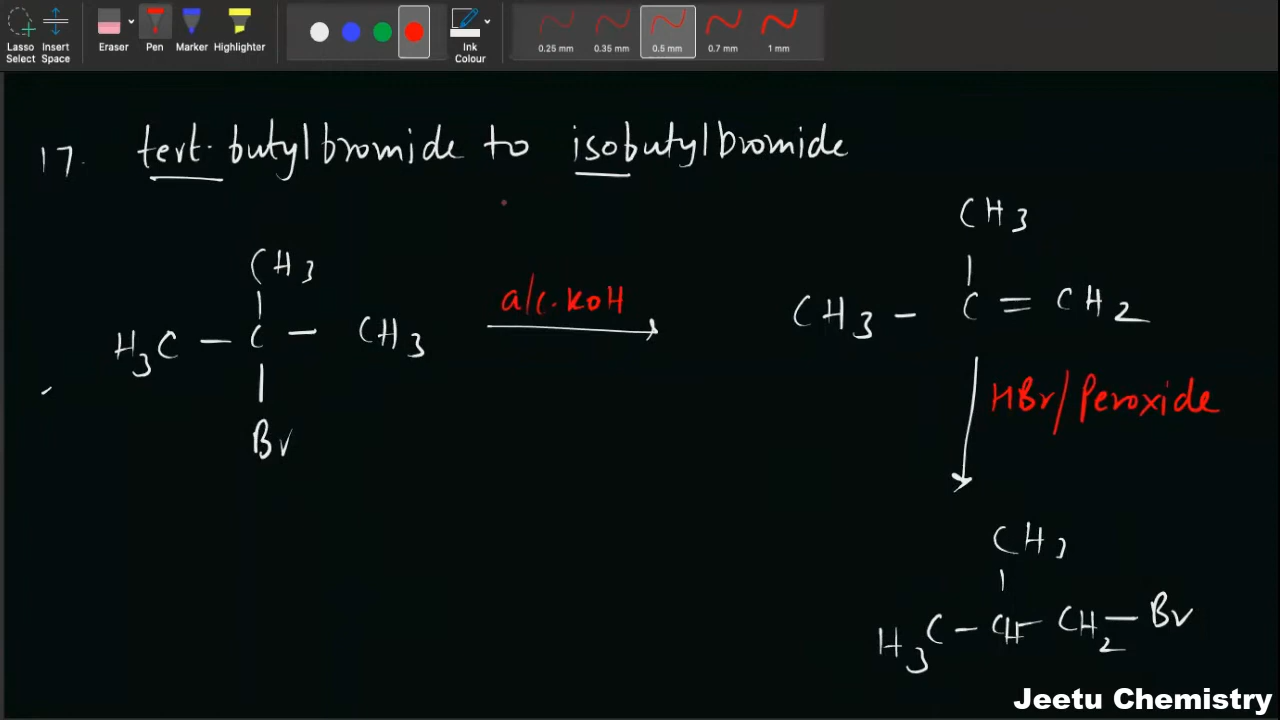 Lasso Select
Insert Space
Eraser
Pen
Marker
Highlighter
Ink Colour
0.25 mm
0.35 mm
0.5 mm
0.7 mm
1 mm
17. tert. butylbromide to isobutylbromide
CH3
H3C - C - CH3
Br
alc. KOH
CH3
CH3 - C = CH2
HBr/Peroxide
CH3
H3C - CH - CH2 - Br
Jeetu Chemistry